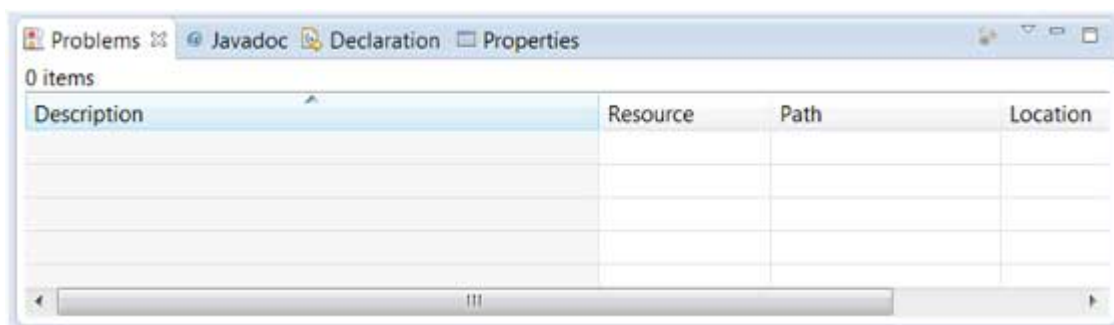 Problems Javadoc Declaration Properties
0 items
Description Resource Path Location